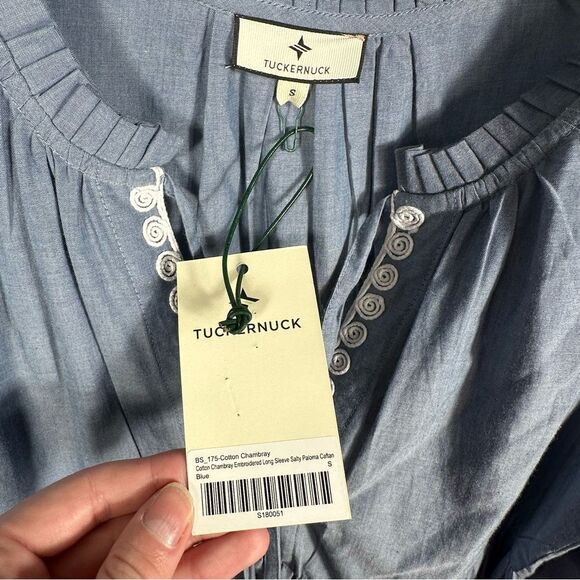 TUCKERNUCK
S
TUCKERNUCK
BS_175-Cotton Chambray
Cotton Chambray Embroidered Long Sleeve Salty Paloma Caftan
Blue S
S180051